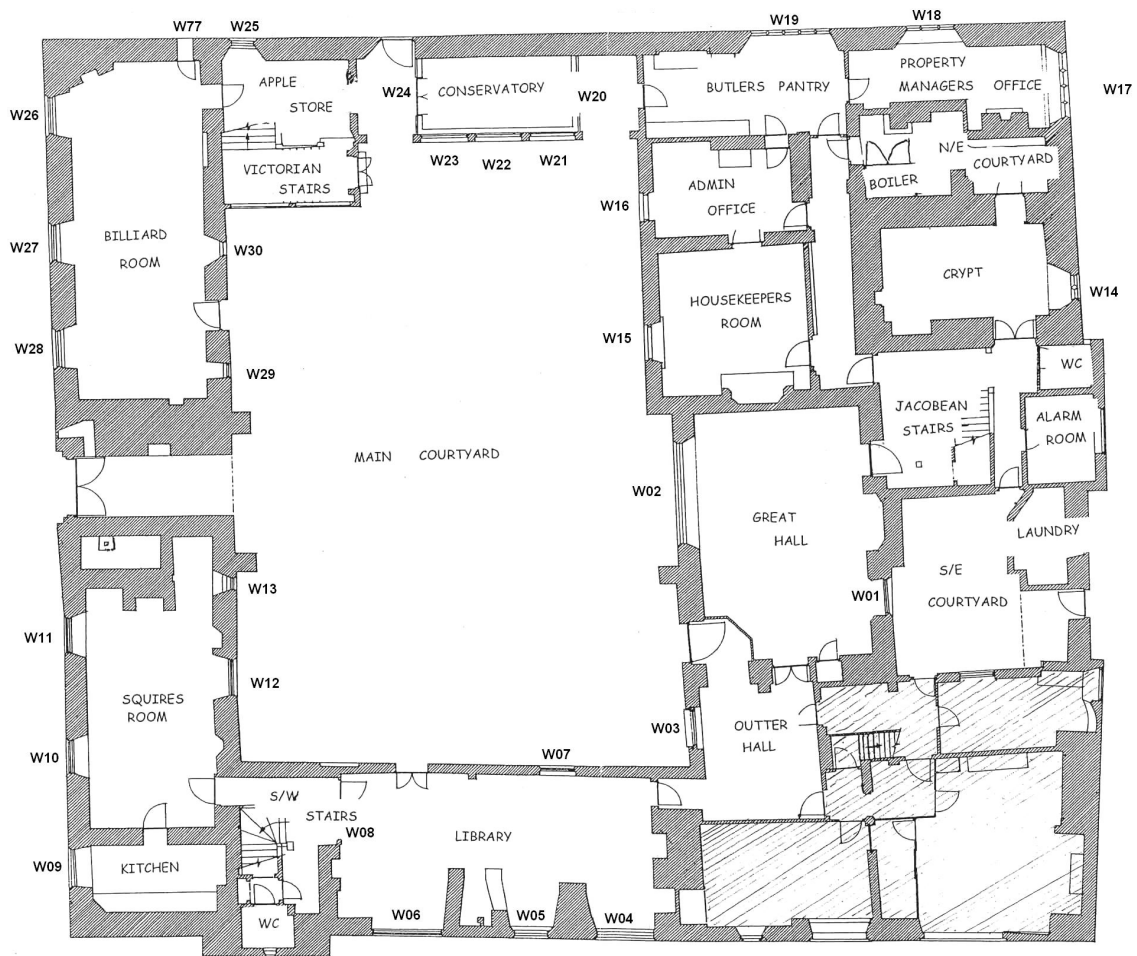 W77
W25
W19
W18
W17
W26
APPLE
STORE
W24
CONSERVATORY
W20
BUTLERS PANTRY
PROPERTY
MANAGERS OFFICE
W23
W22
W21
N/E
COURTYARD
BOILER
VICTORIAN
STAIRS
ADMIN
OFFICE
W16
W27
BILLIARD
ROOM
W30
CRYPT
W14
HOUSEKEEPERS
ROOM
W15
W28
W29
WC
JACOBEAN
STAIRS
ALARM
ROOM
MAIN COURTYARD
W02
GREAT
HALL
LAUNDRY
S/E
COURTYARD
W01
W13
W11
W12
SQUIRES
ROOM
W03
OUTTER
HALL
W10
W07
S/W
STAIRS
W08
LIBRARY
W09
KITCHEN
WC
W06
W05
W04